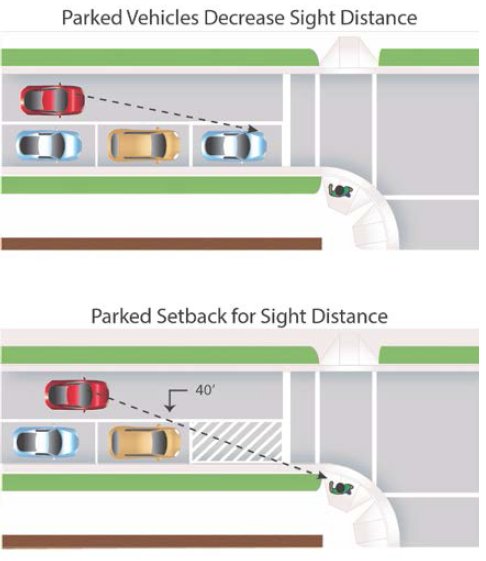 Parked Vehicles Decrease Sight Distance
Parked Setback for Sight Distance
40'